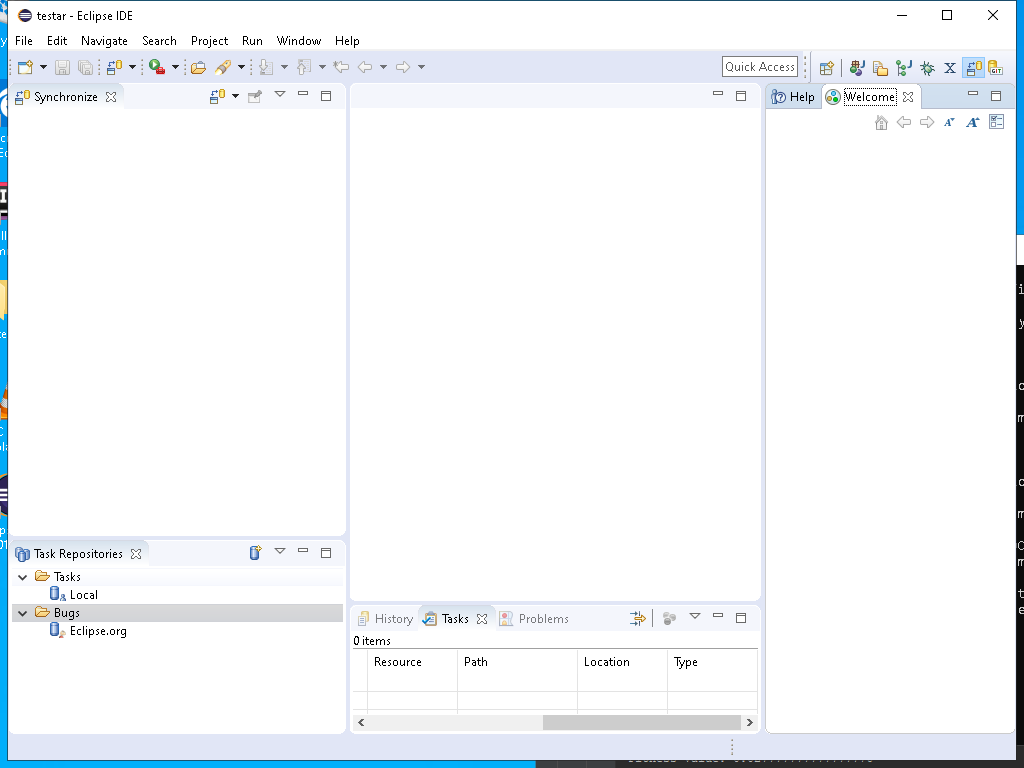 testar - Eclipse IDE
File Edit Navigate Search Project Run Window Help
Quick Access
Synchronize
Help Welcome
Task Repositories
Tasks
Local
Bugs
Eclipse.org
History Tasks Problems
0 items
Resource Path Location Type